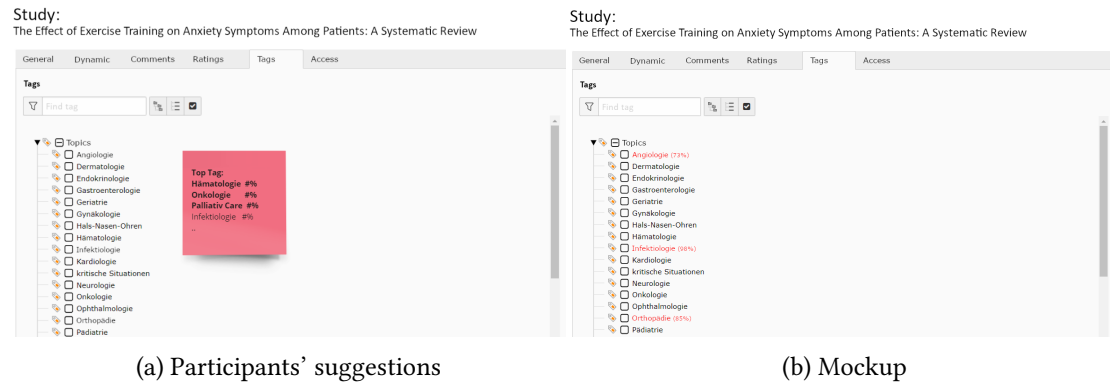 Study:
The Effect of Exercise Training on Anxiety Symptoms Among Patients: A Systematic Review
General Dynamic Comments Ratings Tags Access
Tags
Find tag
Topics
Angiologie
Dermatologie
Endokrinologie
Gastroenterologie
Geriatrie
Gynäkologie
Hals-Nasen-Ohren
Hämatologie
Infektiologie
Kardiologie
kritische Situationen
Neurologie
Onkologie
Ophthalmologie
Orthopädie
Pädiatrie
Top Tag:
Hämatologie #%
Onkologie #%
Palliativ Care #%
Infektiologie #%
..
(a) Participants' suggestions
Study:
The Effect of Exercise Training on Anxiety Symptoms Among Patients: A Systematic Review
General Dynamic Comments Ratings Tags Access
Tags
Find tag
Topics
Angiologie (73%)
Dermatologie
Endokrinologie
Gastroenterologie
Geriatrie
Gynäkologie
Hals-Nasen-Ohren
Hämatologie
Infektiologie (98%)
Kardiologie
kritische Situationen
Neurologie
Onkologie
Ophthalmologie
Orthopädie (65%)
Pädiatrie
(b) Mockup